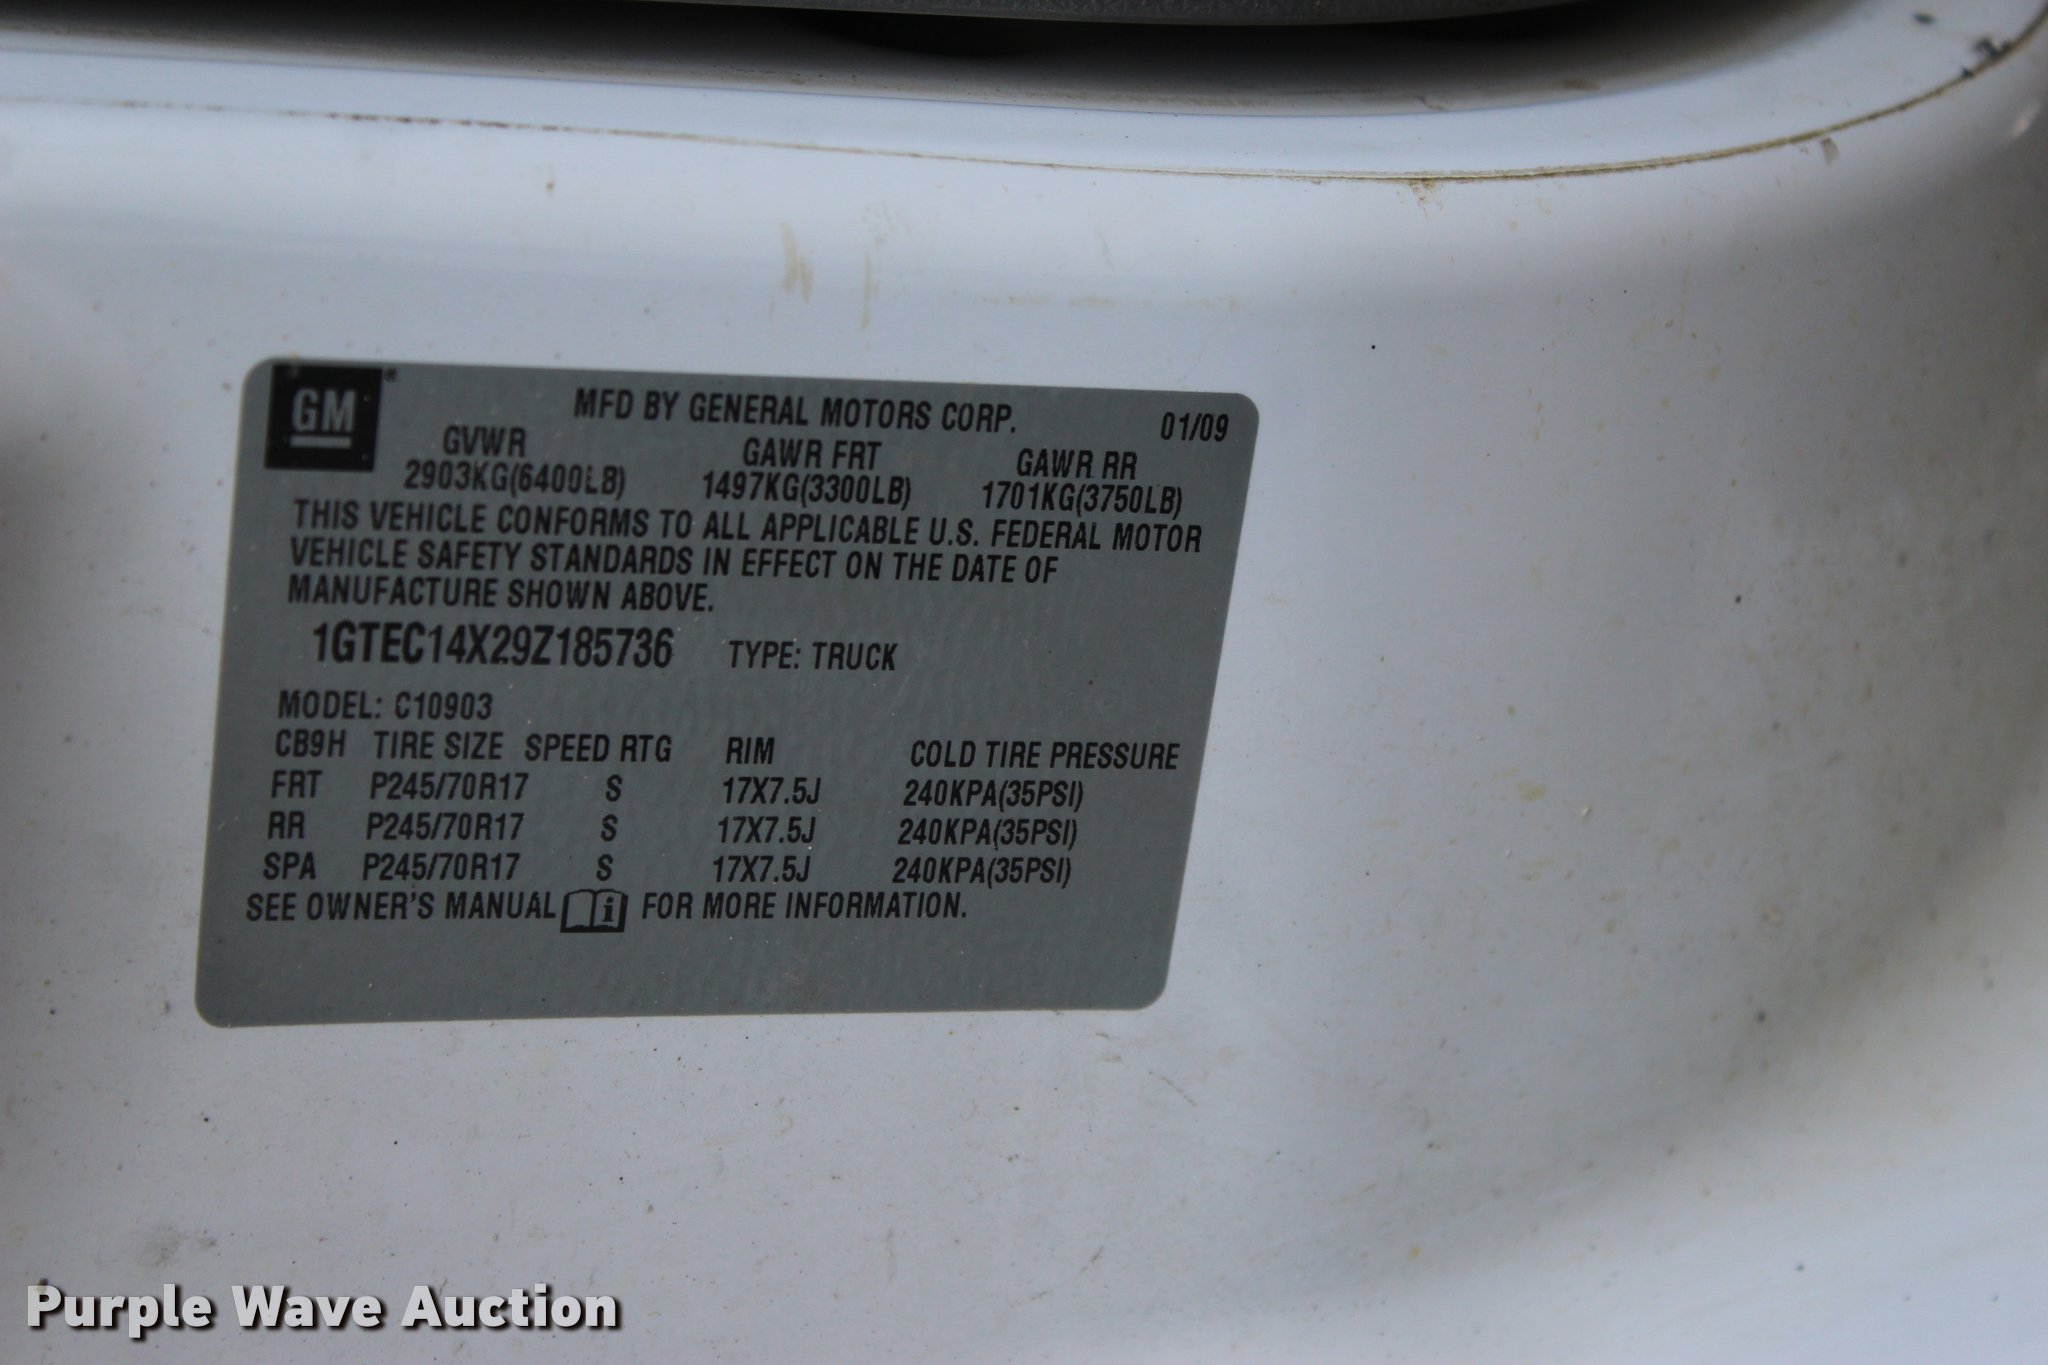 GM®
MFD BY GENERAL MOTORS CORP. 01/09
GVWR GAWR FRT GAWR RR
2903KG(6400LB) 1497KG(3300LB) 1701KG(3750LB)
THIS VEHICLE CONFORMS TO ALL APPLICABLE U.S. FEDERAL MOTOR
VEHICLE SAFETY STANDARDS IN EFFECT ON THE DATE OF
MANUFACTURE SHOWN ABOVE.
1GTEC14X29Z185736 TYPE: TRUCK
MODEL: C10903
CB9H TIRE SIZE SPEED RTG RIM COLD TIRE PRESSURE
FRT P245/70R17 S 17X7.5J 240KPA(35PSI)
RR P245/70R17 S 17X7.5J 240KPA(35PSI)
SPA P245/70R17 S 17X7.5J 240KPA(35PSI)
SEE OWNER'S MANUAL i FOR MORE INFORMATION.
Purple Wave Auction